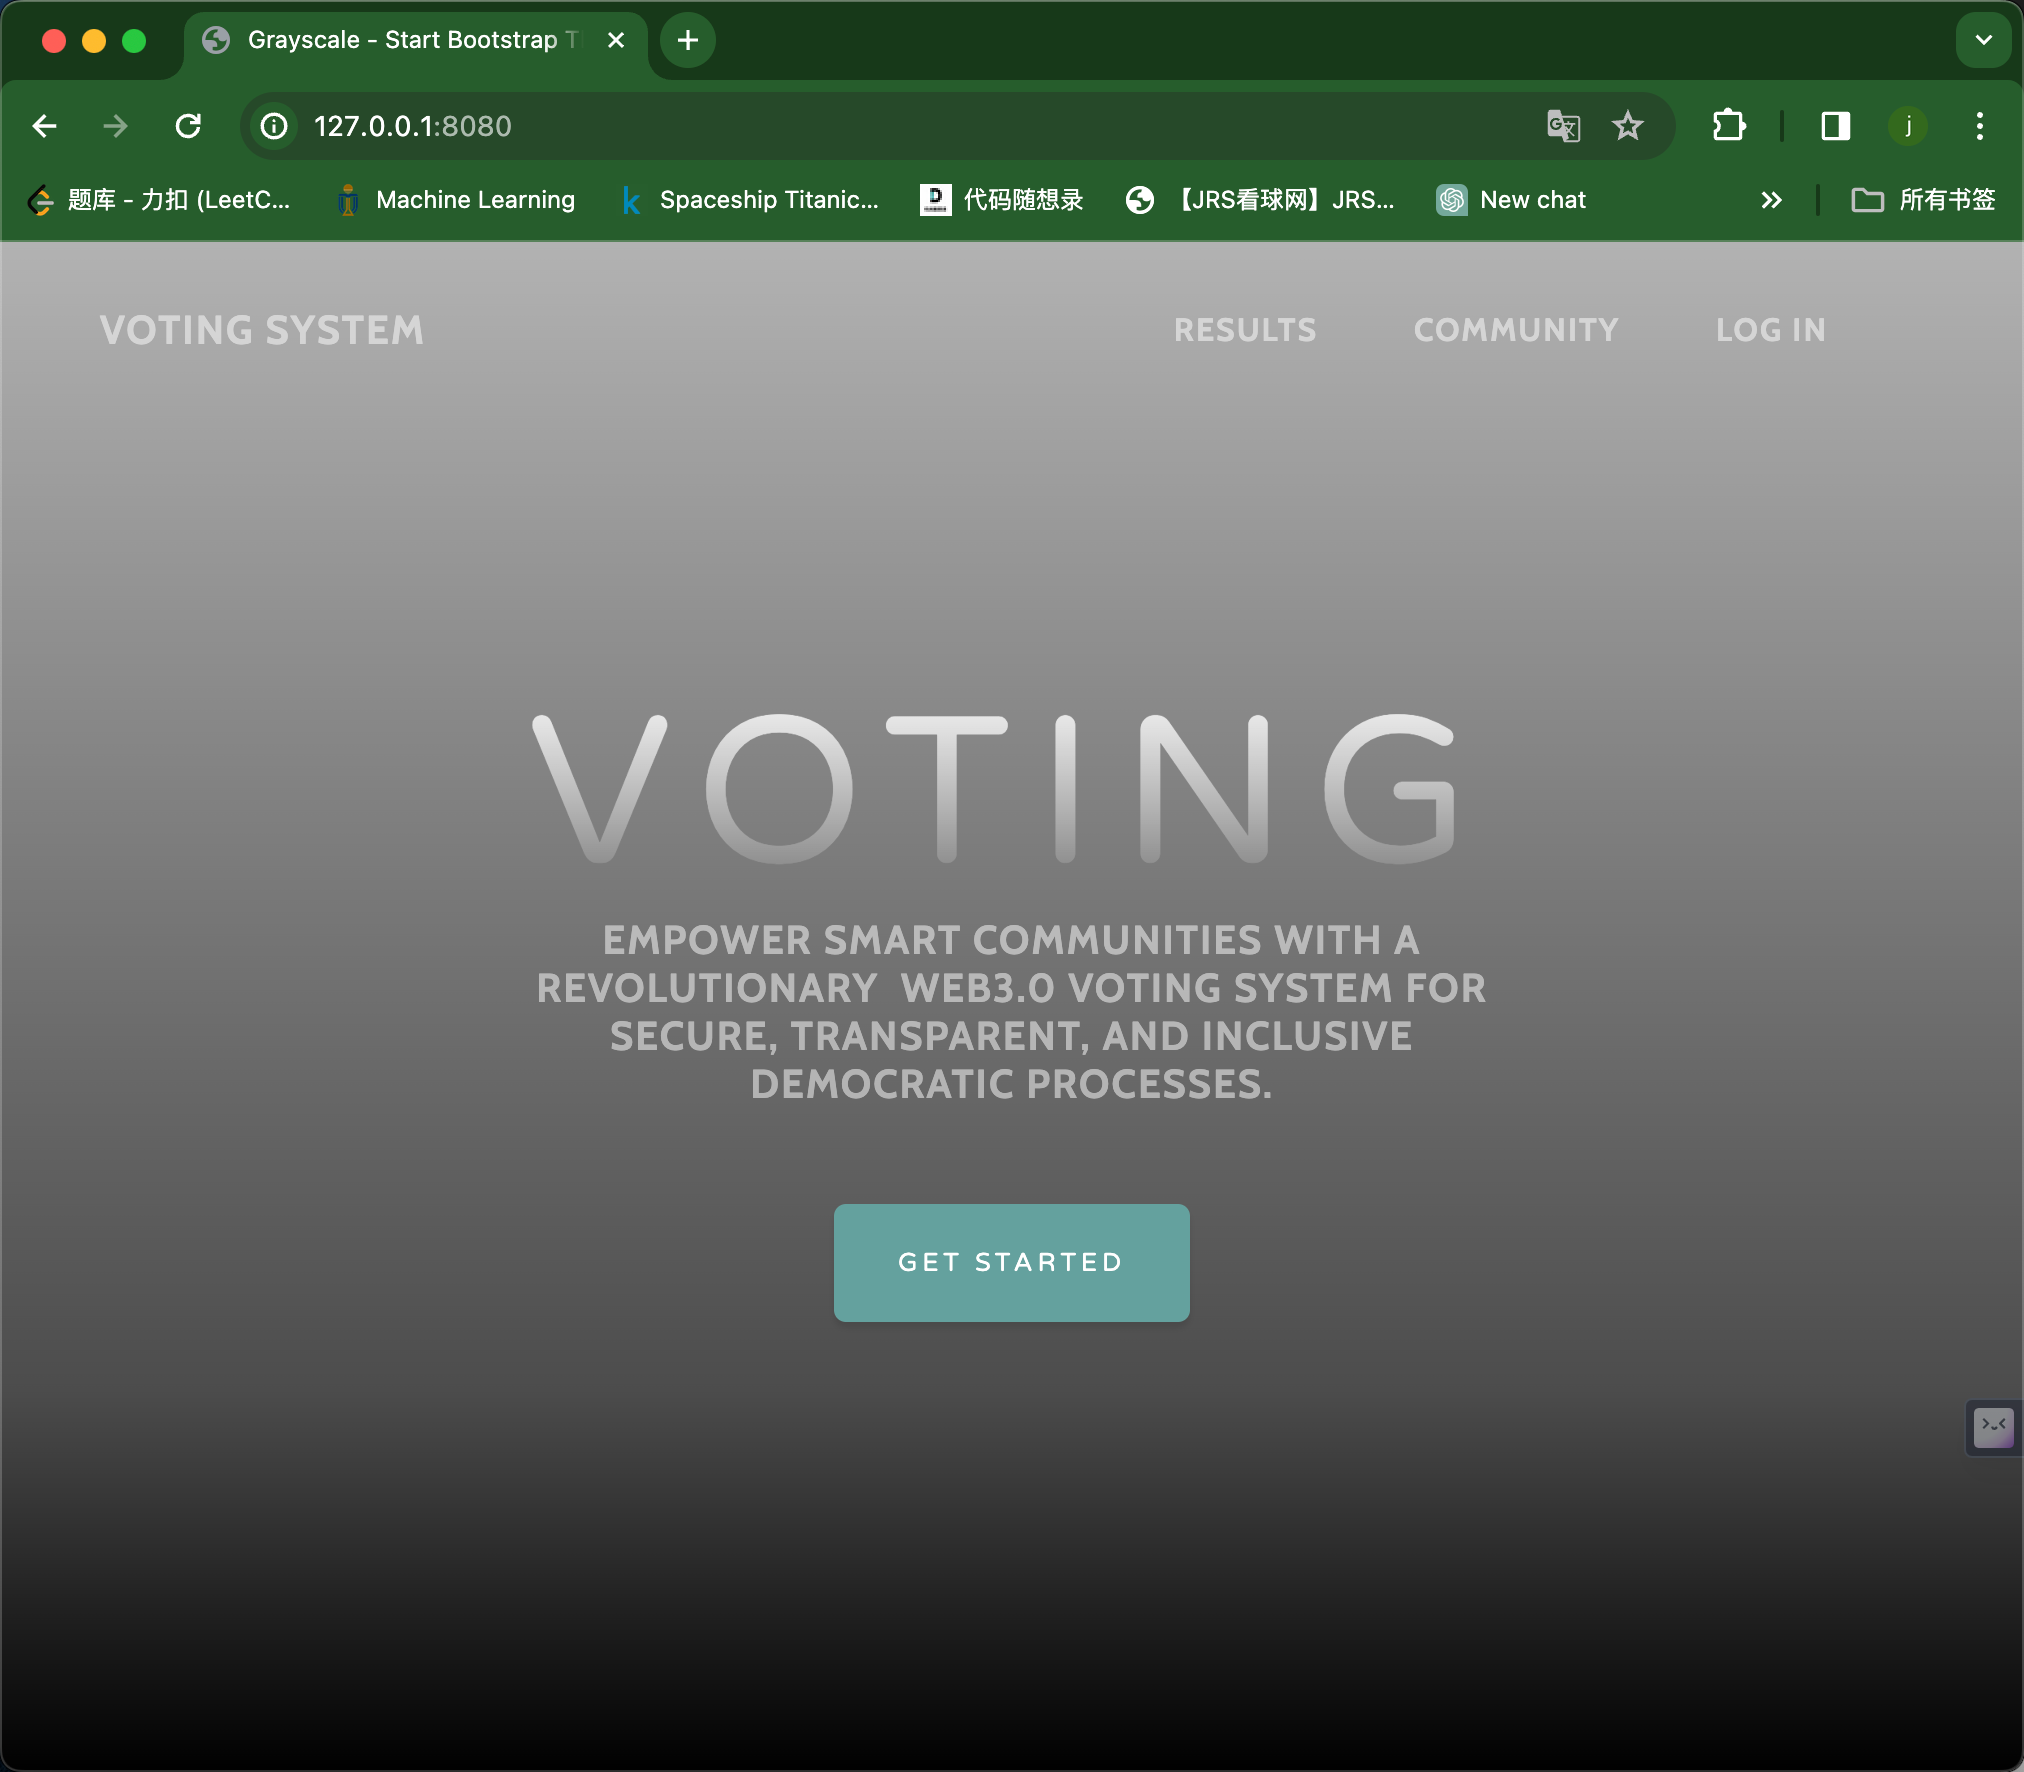 Grayscale - Start Bootstrap T
127.0.0.1:8080
j
题库 - 力扣 (LeetC...
Machine Learning
Spaceship Titanic...
代码随想录
【JRS看球网】JRS...
New chat
所有书签
VOTING SYSTEM
RESULTS
COMMUNITY
LOG IN
VOTING
EMPOWER SMART COMMUNITIES WITH A
REVOLUTIONARY  WEB3.0 VOTING SYSTEM FOR
SECURE, TRANSPARENT, AND INCLUSIVE
DEMOCRATIC PROCESSES.
GET STARTED